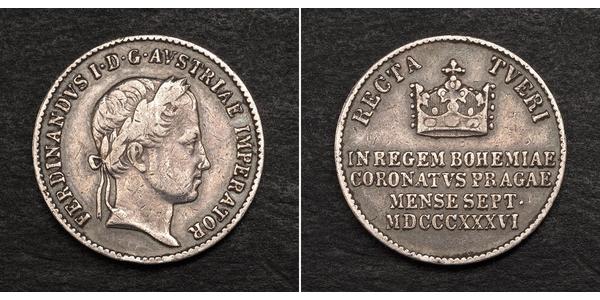 FERDINANDVS I·D·G·AVSTRIAE IMPERATOR
RECTA TVERI
IN REGEM BOHEMIAE
CORONATVS PRAGAE
MENSE SEPT·
MDCCCXXXVI